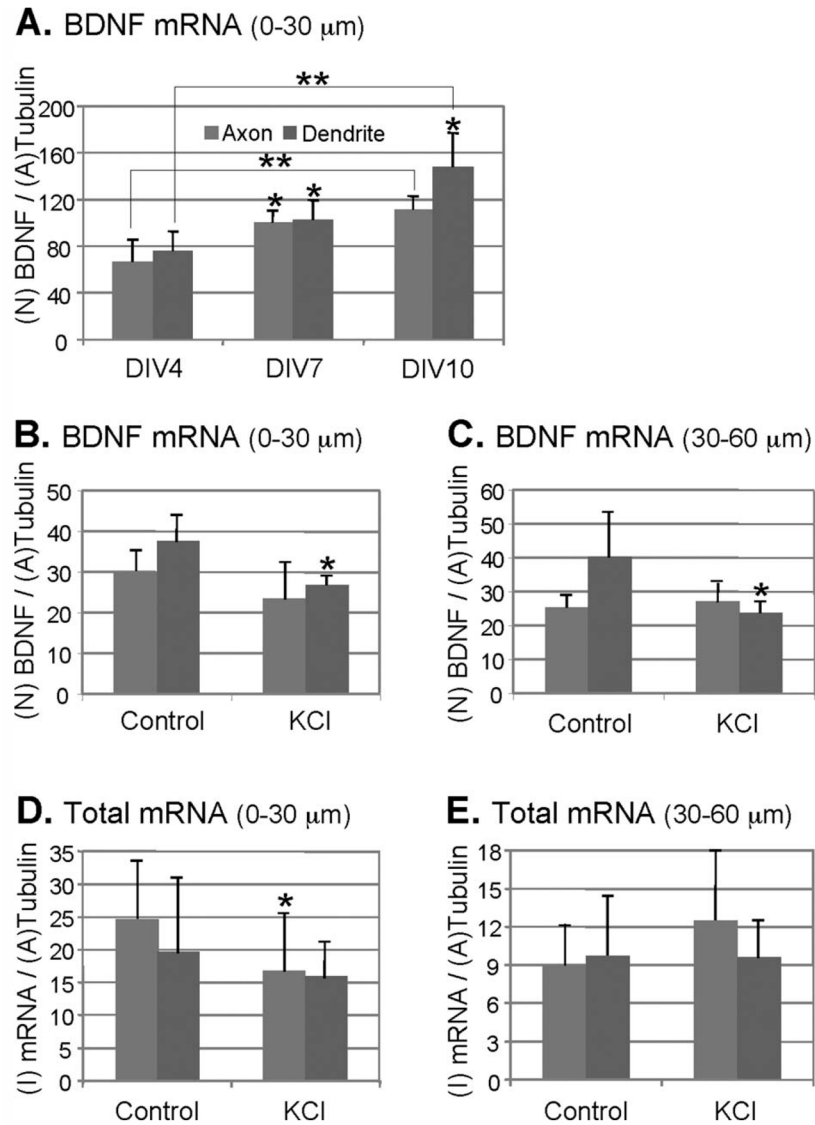 A. BDNF mRNA (0-30 µm)
(N) BDNF / (A)Tubulin
200
160
120
80
40
0
Axon Dendrite
**
**
* *
*
DIV4 DIV7 DIV10
B. BDNF mRNA (0-30 µm)
(N) BDNF / (A)Tubulin
50
40
30
20
10
0
*
Control KCl
C. BDNF mRNA (30-60 µm)
(N) BDNF / (A)Tubulin
60
50
40
30
20
10
0
*
Control KCl
D. Total mRNA (0-30 µm)
(I) mRNA / (A)Tubulin
35
30
25
20
15
10
5
0
*
Control KCl
E. Total mRNA (30-60 µm)
(I) mRNA / (A)Tubulin
18
15
12
9
6
3
0
Control KCl